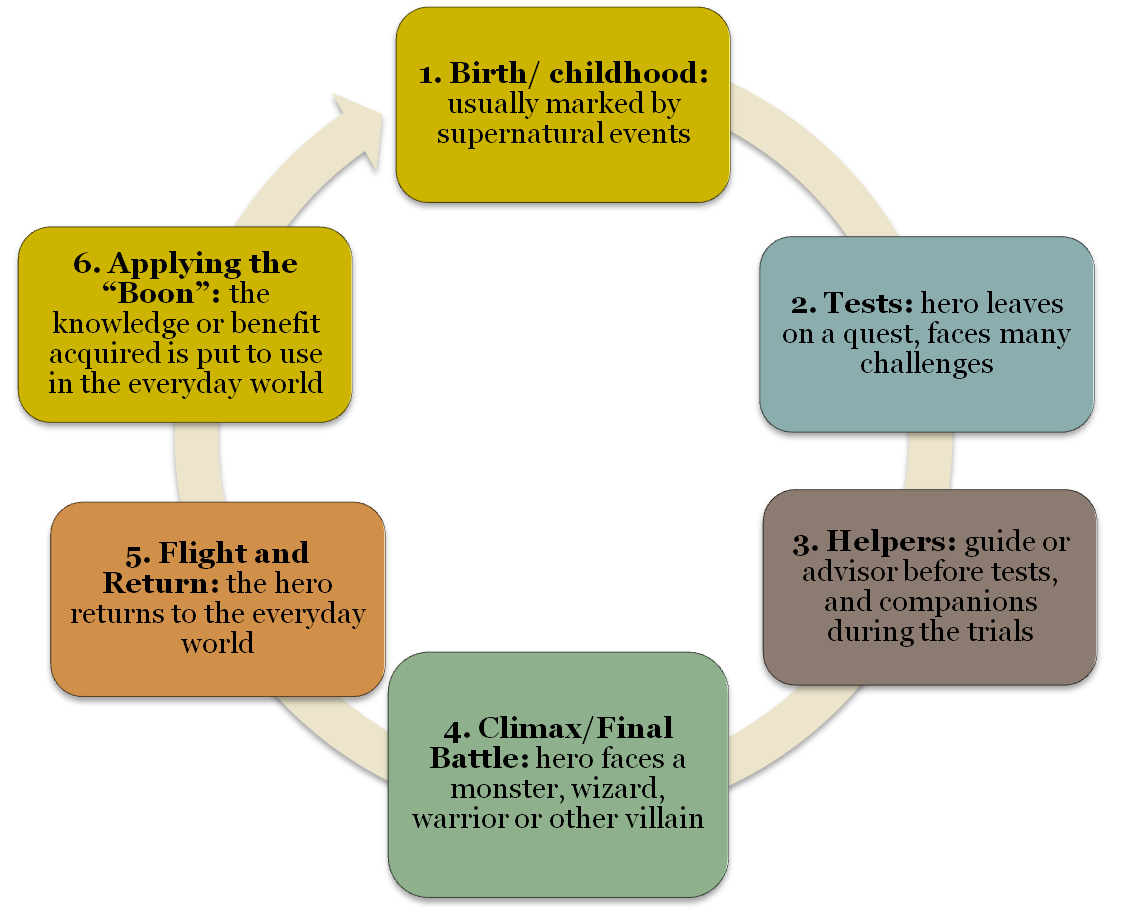 1. Birth/ childhood:
usually marked by
supernatural events
2. Tests: hero leaves
on a quest, faces many
challenges
3. Helpers: guide or
advisor before tests,
and companions
during the trials
4. Climax/Final
Battle: hero faces a
monster, wizard,
warrior or other villain
5. Flight and
Return: the hero
returns to the everyday
world
6. Applying the
“Boon”: the
knowledge or benefit
acquired is put to use
in the everyday world